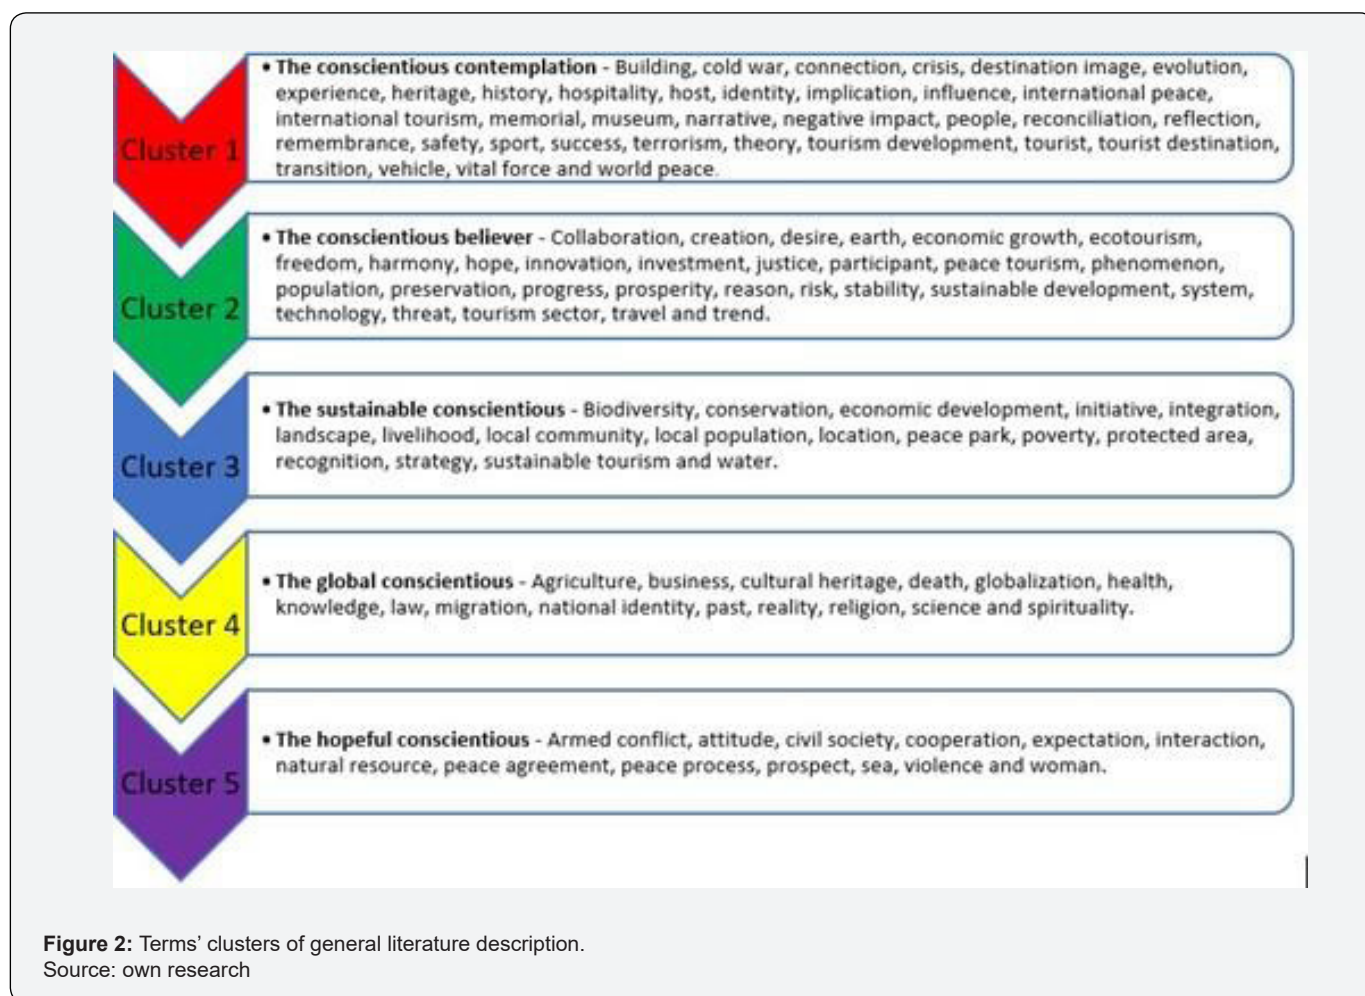 Cluster 1
• The conscientious contemplation - Building, cold war, connection, crisis, destination image, evolution,
experience, heritage, history, hospitality, host, identity, implication, influence, international peace,
international tourism, memorial, museum, narrative, negative impact, people, reconciliation, reflection,
remembrance, safety, sport, success, terrorism, theory, tourism development, tourist, tourist destination,
transition, vehicle, vital force and world peace.
Cluster 2
• The conscientious believer - Collaboration, creation, desire, earth, economic growth, ecotourism,
freedom, harmony, hope, innovation, investment, justice, participant, peace tourism, phenomenon,
population, preservation, progress, prosperity, reason, risk, stability, sustainable development, system,
technology, threat, tourism sector, travel and trend.
Cluster 3
• The sustainable conscientious - Biodiversity, conservation, economic development, initiative, integration,
landscape, livelihood, local community, local population, location, peace park, poverty, protected area,
recognition, strategy, sustainable tourism and water.
Cluster 4
• The global conscientious - Agriculture, business, cultural heritage, death, globalization, health,
knowledge, law, migration, national identity, past, reality, religion, science and spirituality.
Cluster 5
• The hopeful conscientious - Armed conflict, attitude, civil society, cooperation, expectation, interaction,
natural resource, peace agreement, peace process, prospect, sea, violence and woman.
Figure 2: Terms’ clusters of general literature description.
Source: own research